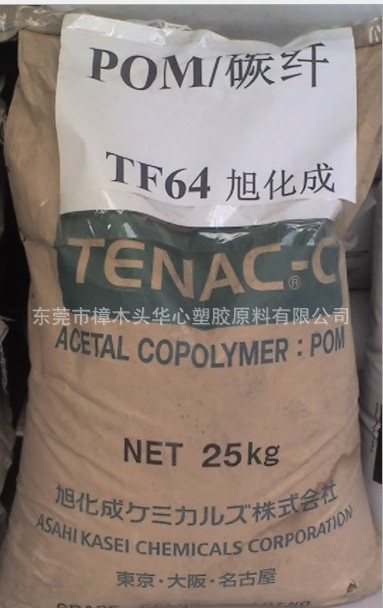 POM/碳纤
TF64 旭化成
TENAC-C®
东莞市樟木头华心塑胶原料有限公司
ACETAL COPOLYMER : POM
NET 25kg
旭化成ケミカルズ株式会社
ASAHI KASEI CHEMICALS CORPORATION
東京・大阪・名古屋